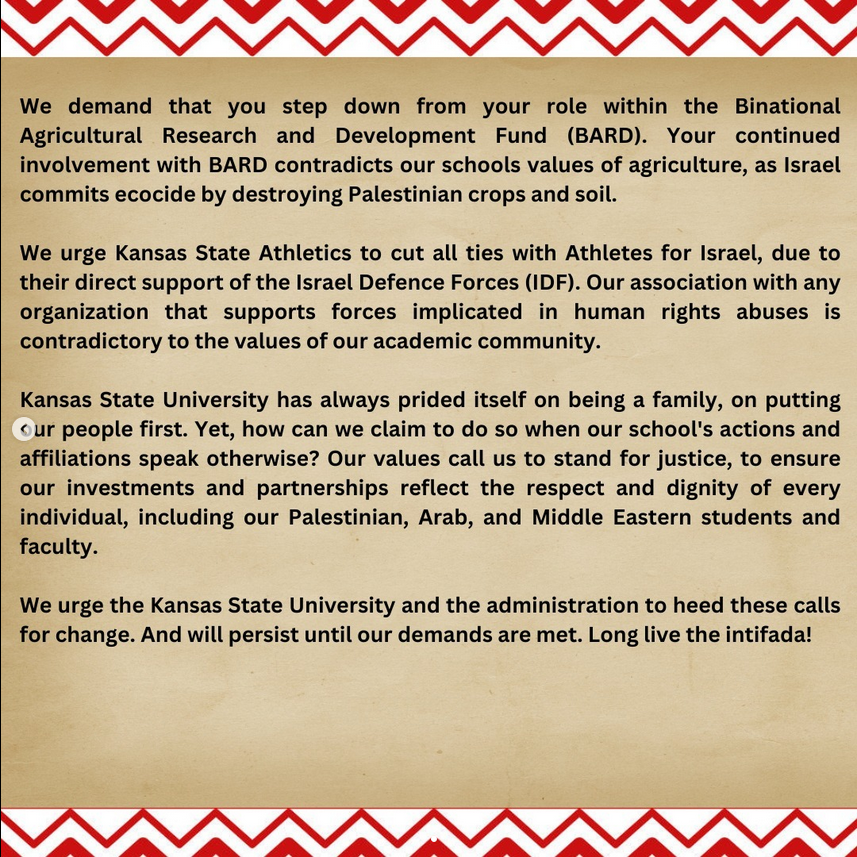 We demand that you step down from your role within the Binational
Agricultural Research and Development Fund (BARD). Your continued
involvement with BARD contradicts our schools values of agriculture, as Israel
commits ecocide by destroying Palestinian crops and soil.
We urge Kansas State Athletics to cut all ties with Athletes for Israel, due to
their direct support of the Israel Defence Forces (IDF). Our association with any
organization that supports forces implicated in human rights abuses is
contradictory to the values of our academic community.
Kansas State University has always prided itself on being a family, on putting
our people first. Yet, how can we claim to do so when our school's actions and
affiliations speak otherwise? Our values call us to stand for justice, to ensure
our investments and partnerships reflect the respect and dignity of every
individual, including our Palestinian, Arab, and Middle Eastern students and
faculty.
We urge the Kansas State University and the administration to heed these calls
for change. And will persist until our demands are met. Long live the intifada!